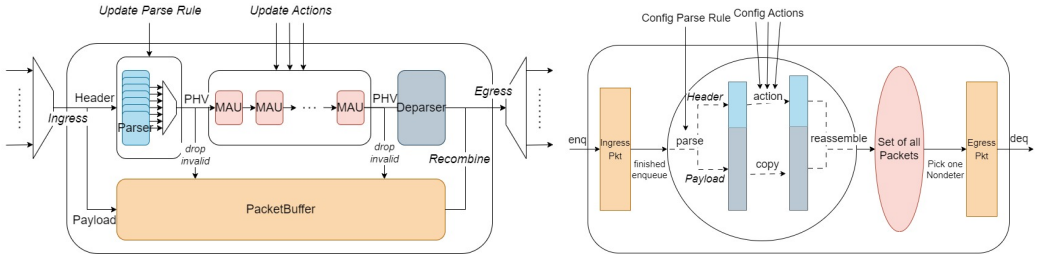 Update Parse Rule
Update Actions
Header
Ingress
Parser
PHV
MAU
MAU
...
MAU
PHV
Deparser
Egress
drop
invalid
drop
invalid
Recombine
Payload
PacketBuffer
Config Parse Rule
Config Actions
enq
Ingress
Pkt
finished
enqueue
parse
Header
Payload
action
copy
reassemble
Set of all
Packets
Pick one
Nondeter
Egress
Pkt
deq